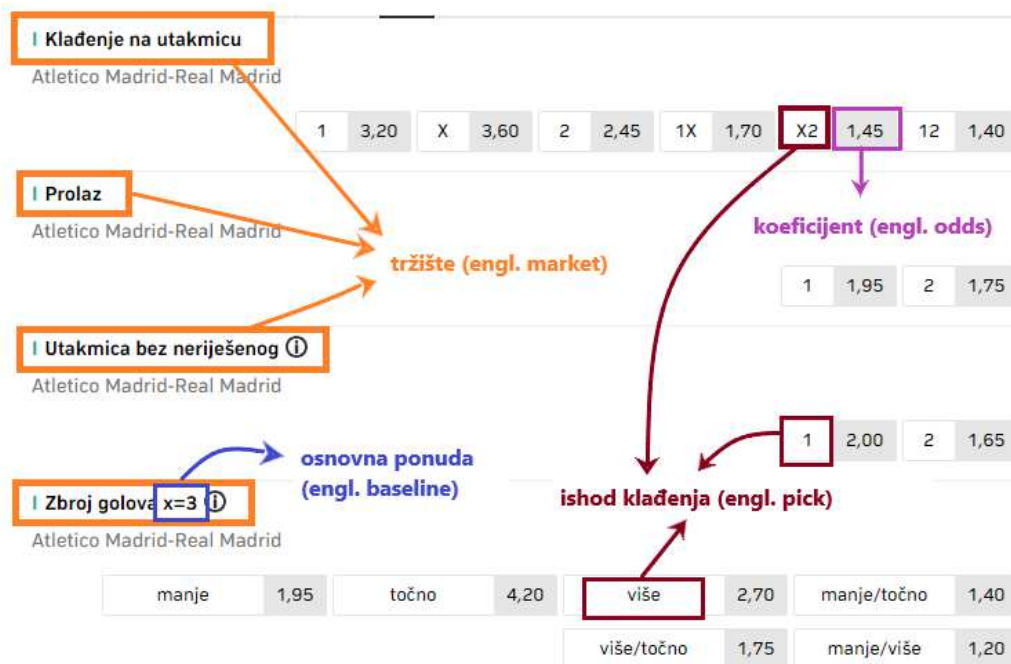 Klađenje na utakmicu
Atletico Madrid-Real Madrid
1 3,20 X 3,60 2 2,45 1X 1,70 X2 1,45 12 1,40
Prolaz
Atletico Madrid-Real Madrid
koeficijent (engl. odds)
tržište (engl. market)
1 1,95 2 1,75
Utakmica bez neriješenog ⓘ
Atletico Madrid-Real Madrid
1 2,00 2 1,65
osnovna ponuda
(engl. baseline)
ishod klađenja (engl. pick)
Zbroj golova x=3 ⓘ
Atletico Madrid-Real Madrid
manje 1,95 točno 4,20 više 2,70 manje/točno 1,40
više/točno 1,75 manje/više 1,20